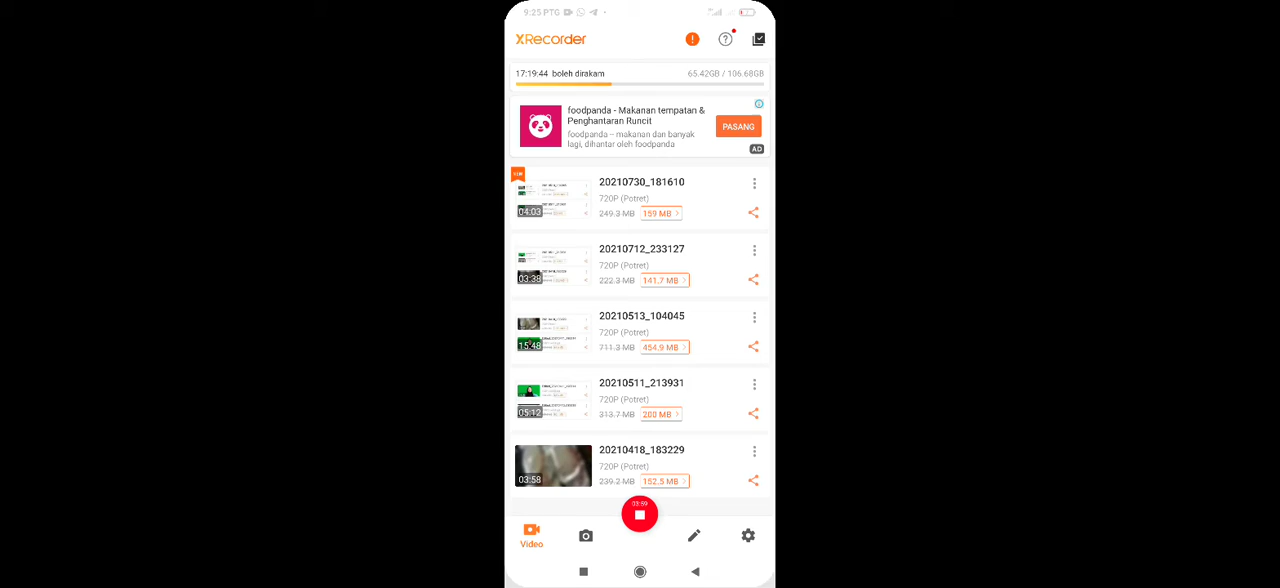 9:25 PTG
XRecorder
17:19:44 boleh dirakam
65.42GB / 106.68GB
foodpanda - Makanan tempatan &
Penghantaran Runcit
foodpanda – makanan dan banyak
lagi, dihantar oleh foodpanda
PASANG
AD
NEW
04:03
20210730_181610
720P (Potret)
249.3 MB 159 MB >
03:38
20210712_233127
720P (Potret)
222.3 MB 141.7 MB >
15:48
20210513_104045
720P (Potret)
711.3 MB 454.9 MB >
05:12
20210511_213931
720P (Potret)
313.7 MB 200 MB >
03:58
20210418_183229
720P (Potret)
239.2 MB 152.5 MB >
03:59
Video